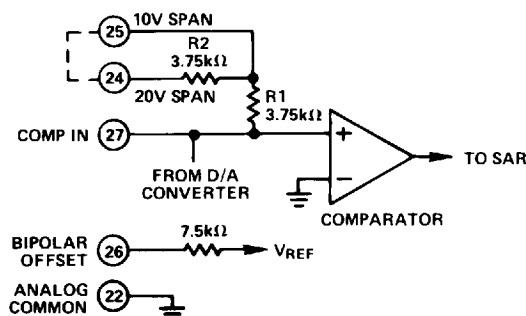 25
10V SPAN
R2
3.75kΩ
24
20V SPAN
R1
3.75kΩ
COMP IN
27
+
−
TO SAR
FROM D/A
CONVERTER
COMPARATOR
BIPOLAR
OFFSET
26
7.5kΩ
VREF
ANALOG
COMMON
22